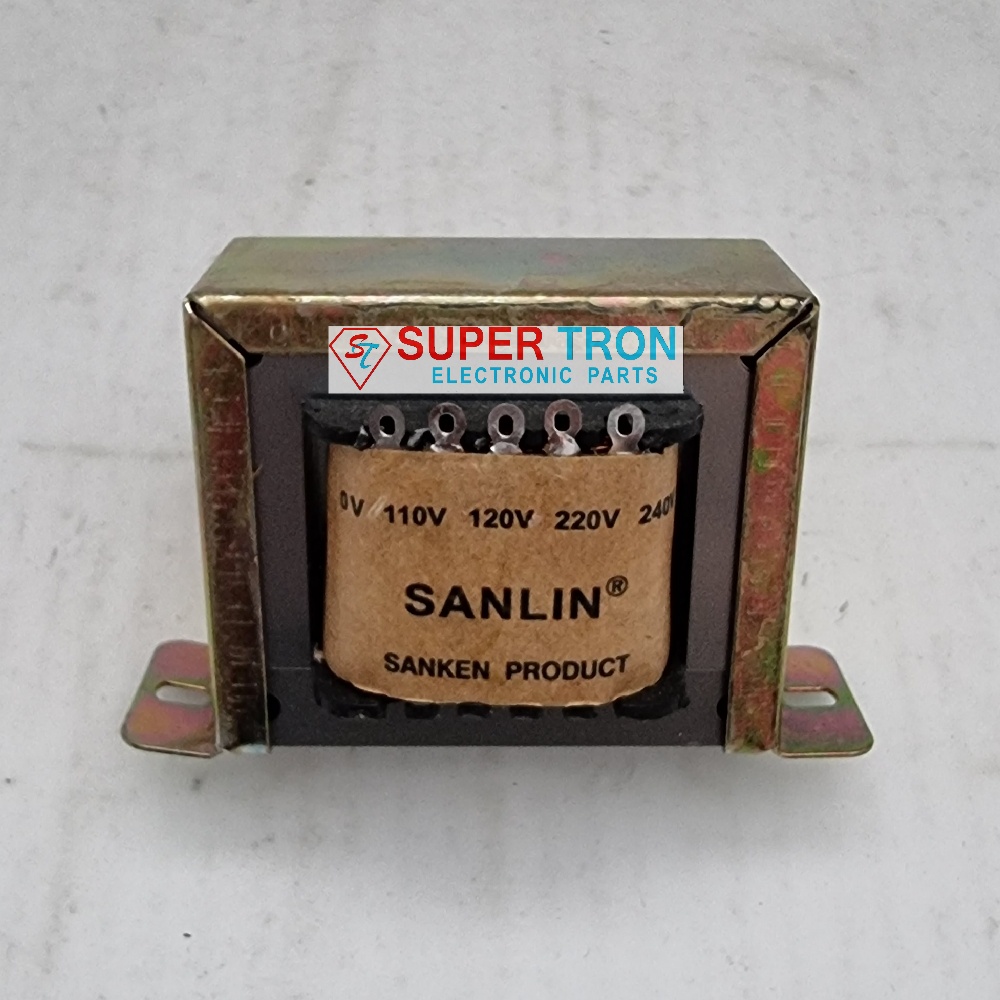 ST SUPER TRON
ELECTRONIC PARTS
0V 110V 120V 220V 240V
SANLIN®
SANKEN PRODUCT